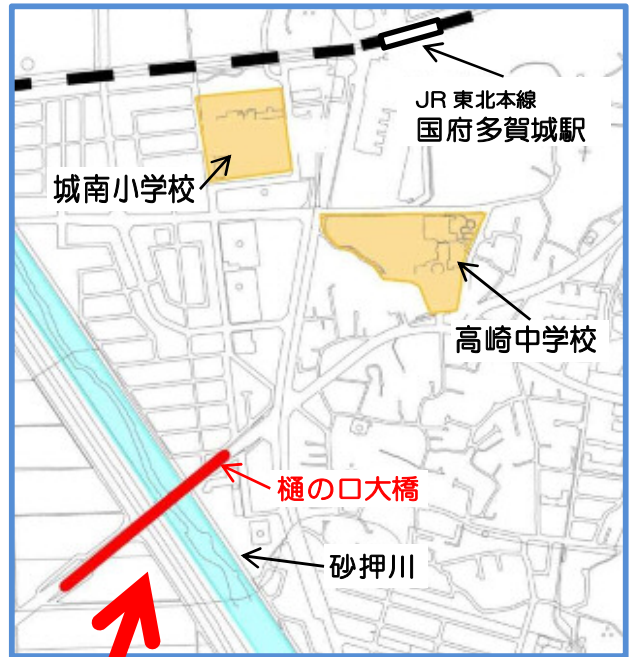 JR 東北本線
国府多賀城駅
城南小学校
高崎中学校
樋の口大橋
砂押川